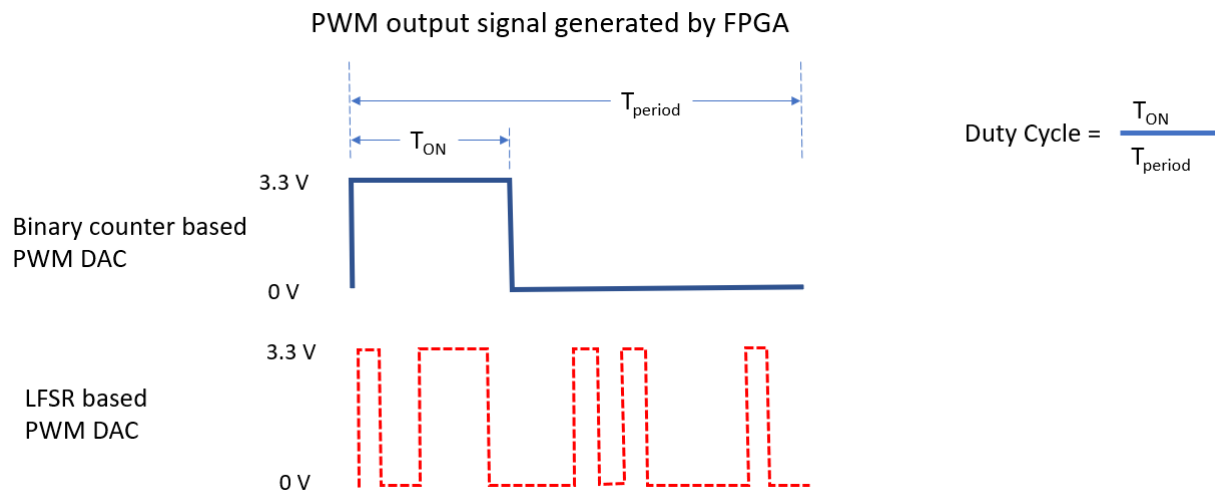 PWM output signal generated by FPGA
Tperiod
TON
Duty Cycle = TON
Tperiod
3.3 V
Binary counter based
PWM DAC
0 V
3.3 V
LFSR based
PWM DAC
0 V